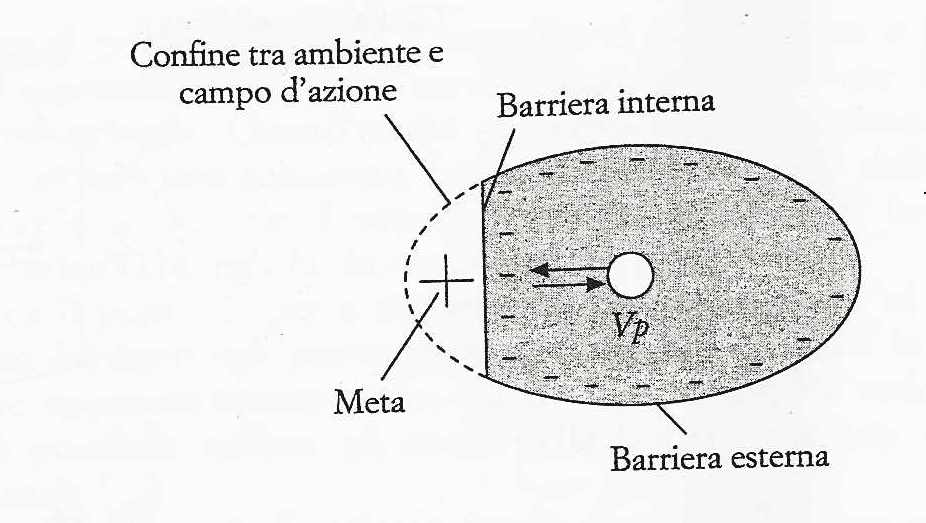 Confine tra ambiente e
campo d'azione
Barriera interna
Vp
Meta
Barriera esterna